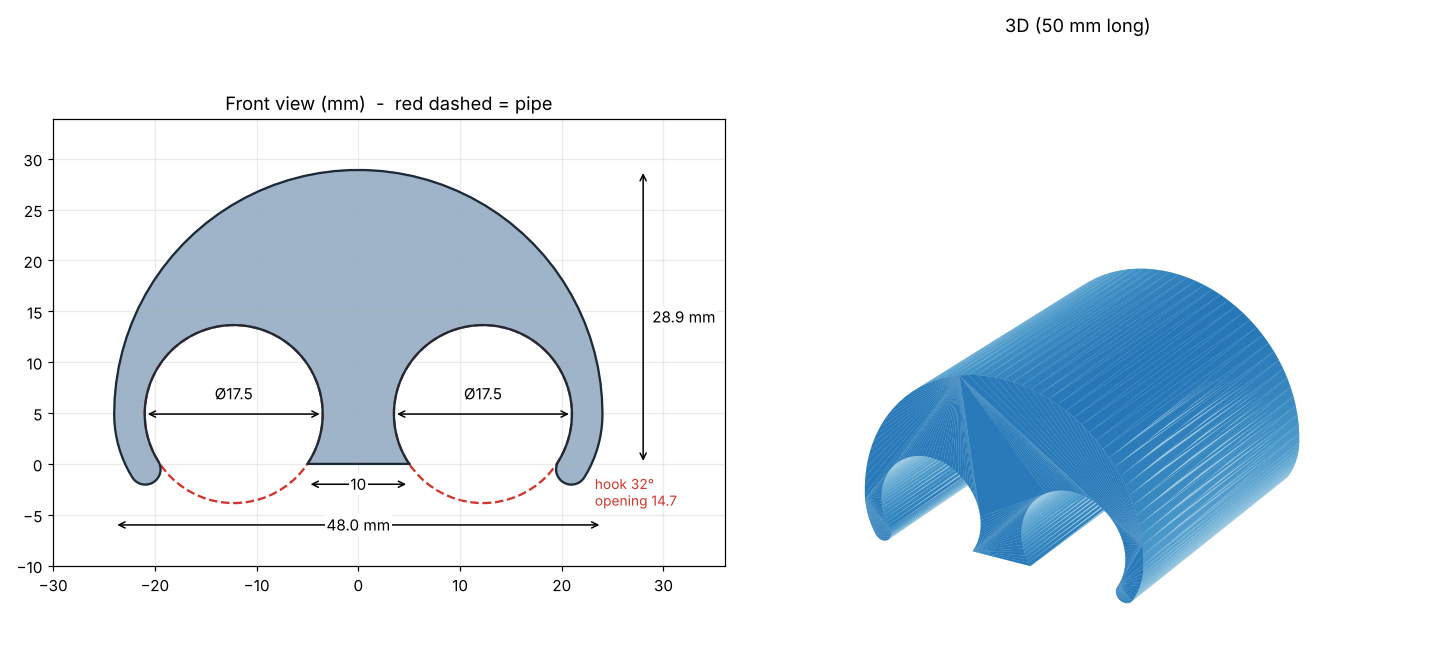 3D (50 mm long)
Front view (mm) - red dashed = pipe
30
25
20
15
10
5
0
−5
−10
−30
−20
−10
0
10
20
30
Ø17.5
Ø17.5
28.9 mm
10
hook 32°
opening 14.7
48.0 mm